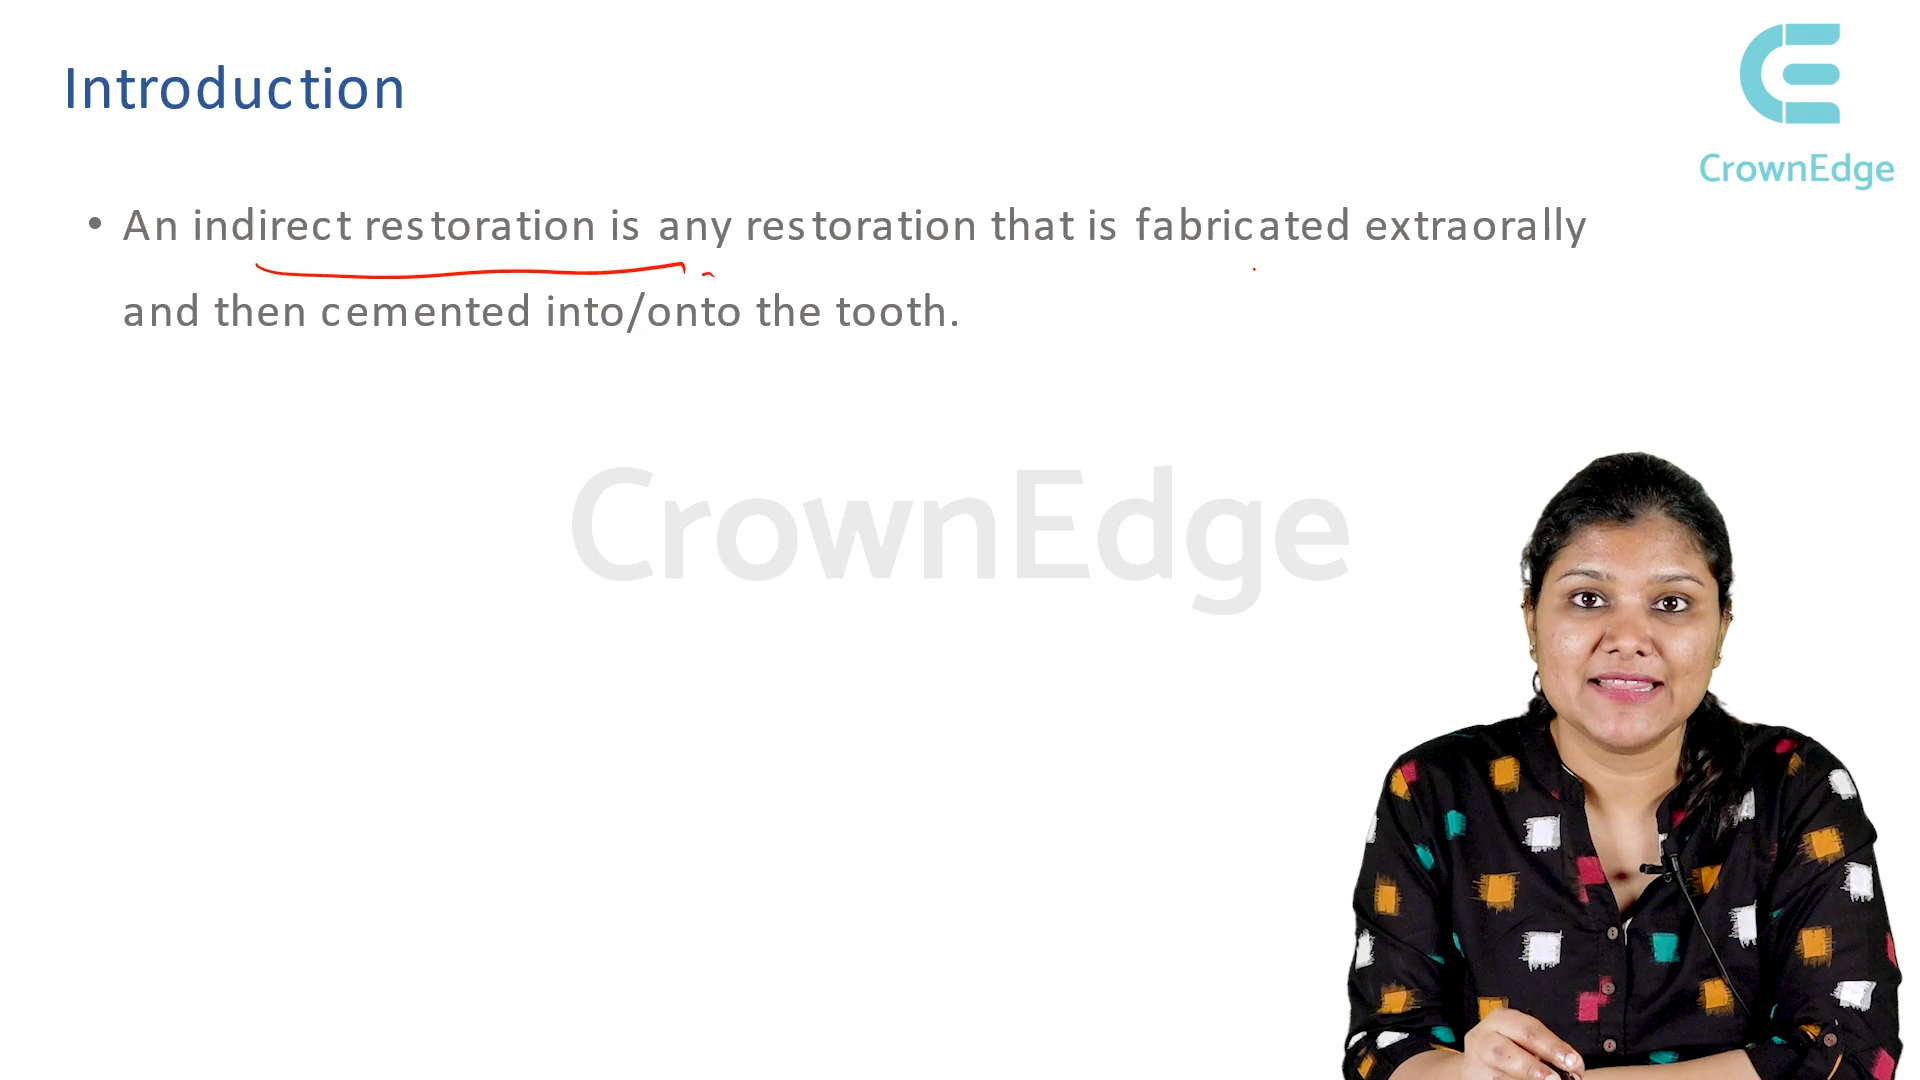 Introduction
CrownEdge
• An indirect restoration is any restoration that is fabricated extraorally
and then cemented into/onto the tooth.
CrownEdge